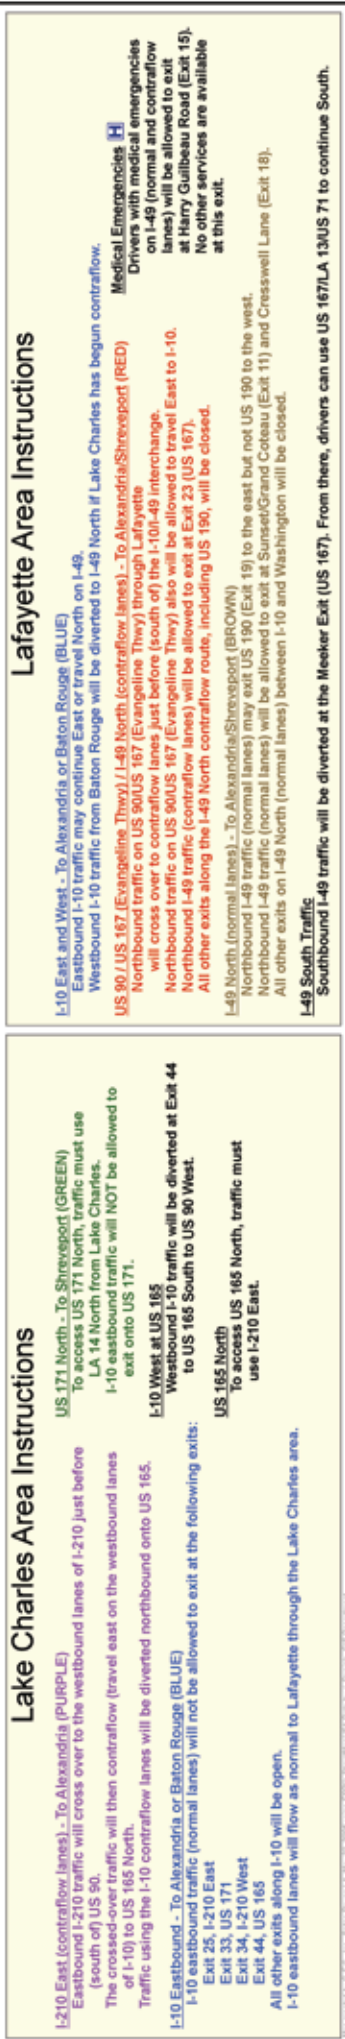 Lake Charles Area Instructions
I-210 East (contraflow lanes) - To Alexandria (PURPLE)
Eastbound I-210 traffic will cross over to the westbound lanes of I-210 just before
(south of) US 90.
The crossed-over traffic will then contraflow (travel east on the westbound lanes
of I-10) to US 165 North.
Traffic using the I-10 contraflow lanes will be diverted northbound onto US 165.
I-10 Eastbound - To Alexandria or Baton Rouge (BLUE)
I-10 eastbound traffic (normal lanes) will not be allowed to exit at the following exits:
Exit 25, I-210 East
Exit 33, US 171
Exit 34, I-210 West
Exit 44, US 165
All other exits along I-10 will be open.
I-10 eastbound lanes will flow as normal to Lafayette through the Lake Charles area.
US 171 North - To Shreveport (GREEN)
To access US 171 North, traffic must use
LA 14 North from Lake Charles.
I-10 eastbound traffic will NOT be allowed to
exit onto US 171.
I-10 West at US 165
Westbound I-10 traffic will be diverted at Exit 44
to US 165 South to US 90 West.
US 165 North
To access US 165 North, traffic must
use I-210 East.
Lafayette Area Instructions
I-10 East and West - To Alexandria or Baton Rouge (BLUE)
Eastbound I-10 traffic may continue East or travel North on I-49.
Westbound I-10 traffic from Baton Rouge will be diverted to I-49 North if Lake Charles has begun contraflow.
US 90 / US 167 (Evangeline Thwy) / I-49 North (contraflow lanes) - To Alexandria/Shreveport (RED)
Northbound traffic on US 90/US 167 (Evangeline Thwy) through Lafayette
will cross over to contraflow lanes just before (south of) the I-10/I-49 interchange.
Northbound traffic on US 90/US 167 (Evangeline Thwy) also will be allowed to travel East to I-10.
Northbound I-49 traffic (contraflow lanes) will be allowed to exit at Exit 23 (US 167).
All other exits along the I-49 North contraflow route, including US 190, will be closed.
I-49 North (normal lanes) - To Alexandria/Shreveport (BROWN)
Northbound I-49 traffic (normal lanes) may exit US 190 (Exit 19) to the east but not US 190 to the west.
Northbound I-49 traffic (normal lanes) will be allowed to exit at Sunset/Grand Coteau (Exit 11) and Cresswell Lane (Exit 18).
All other exits on I-49 North (normal lanes) between I-10 and Washington will be closed.
I-49 South Traffic
Southbound I-49 traffic will be diverted at the Meeker Exit (US 167). From there, drivers can use US 167/LA 13/US 71 to continue South.
Medical Emergencies H
Drivers with medical emergencies
on I-49 (normal and contraflow
lanes) will be allowed to exit
at Harry Guilbeau Road (Exit 15).
No other services are available
at this exit.